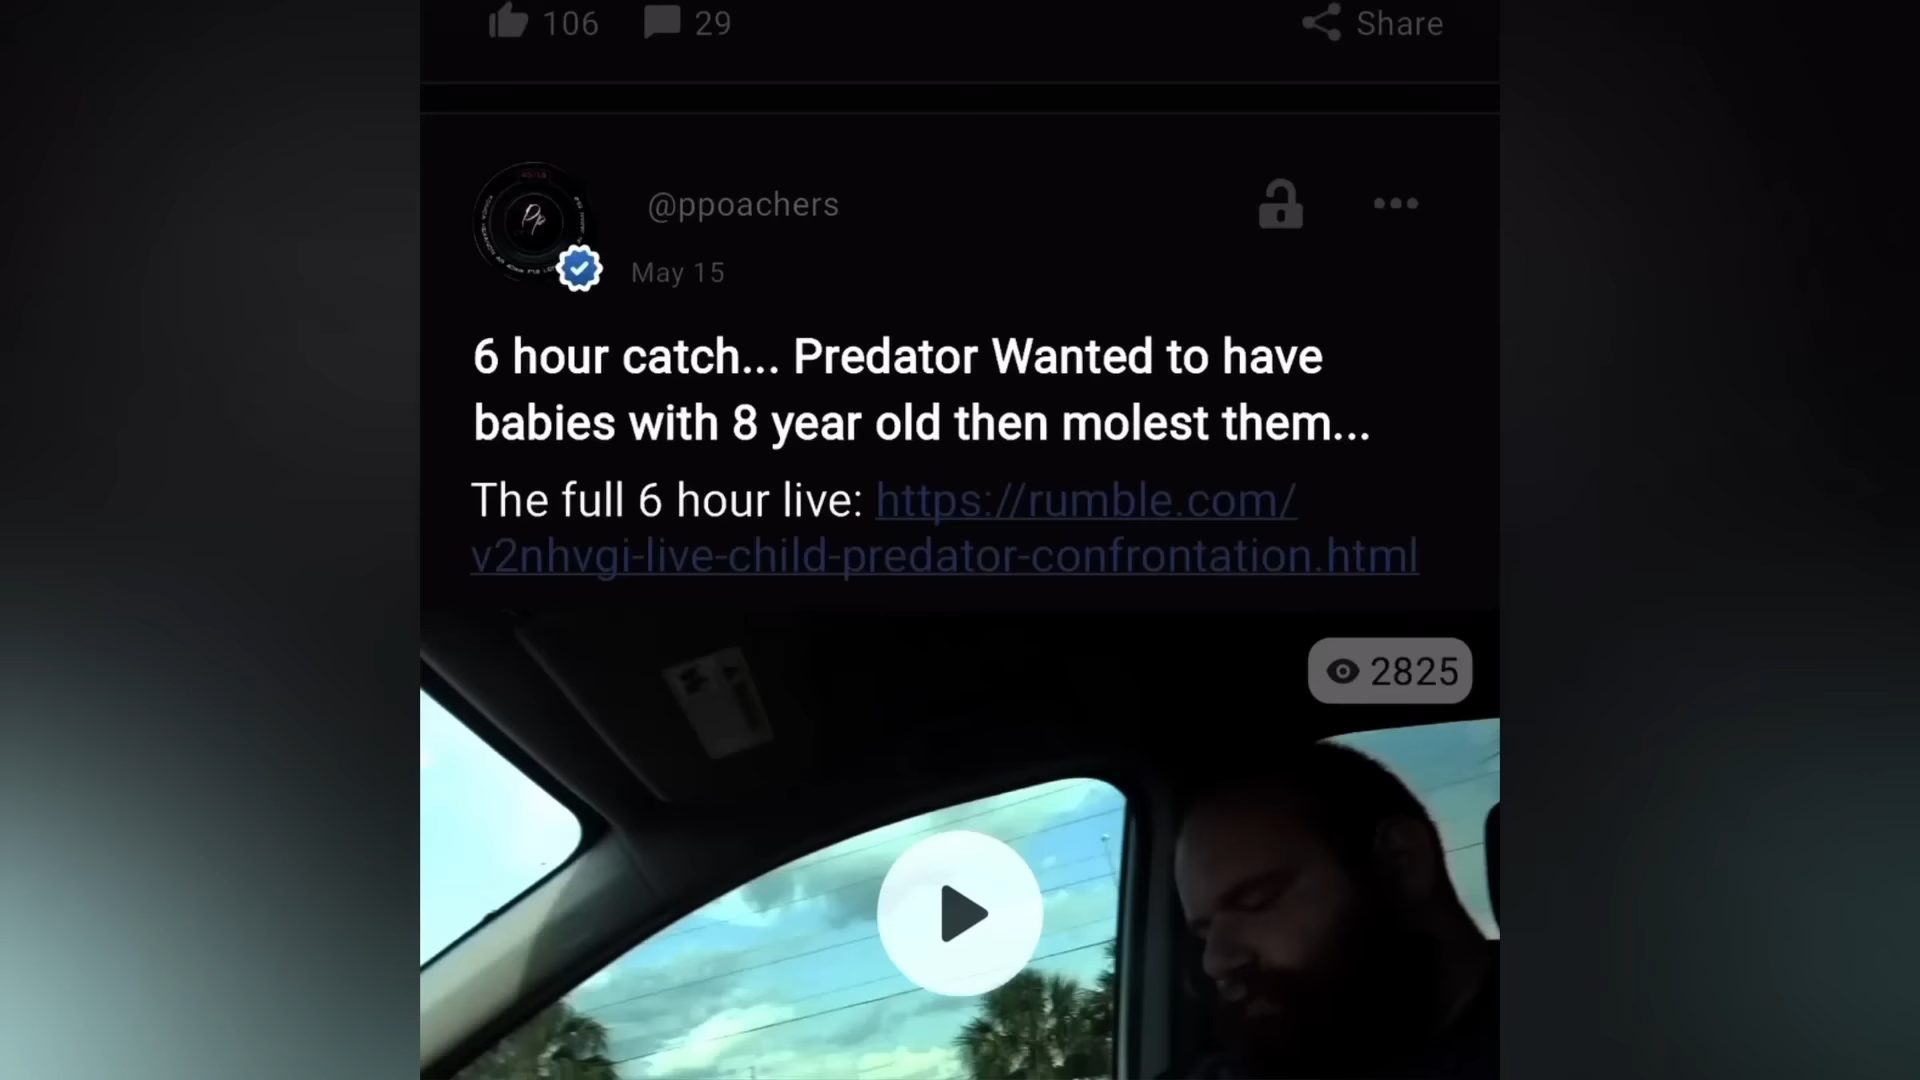 106 29 Share
@ppoachers
May 15
6 hour catch... Predator Wanted to have
babies with 8 year old then molest them...
The full 6 hour live: https://rumble.com/
v2nhvgi-live-child-predator-confrontation.html
2825